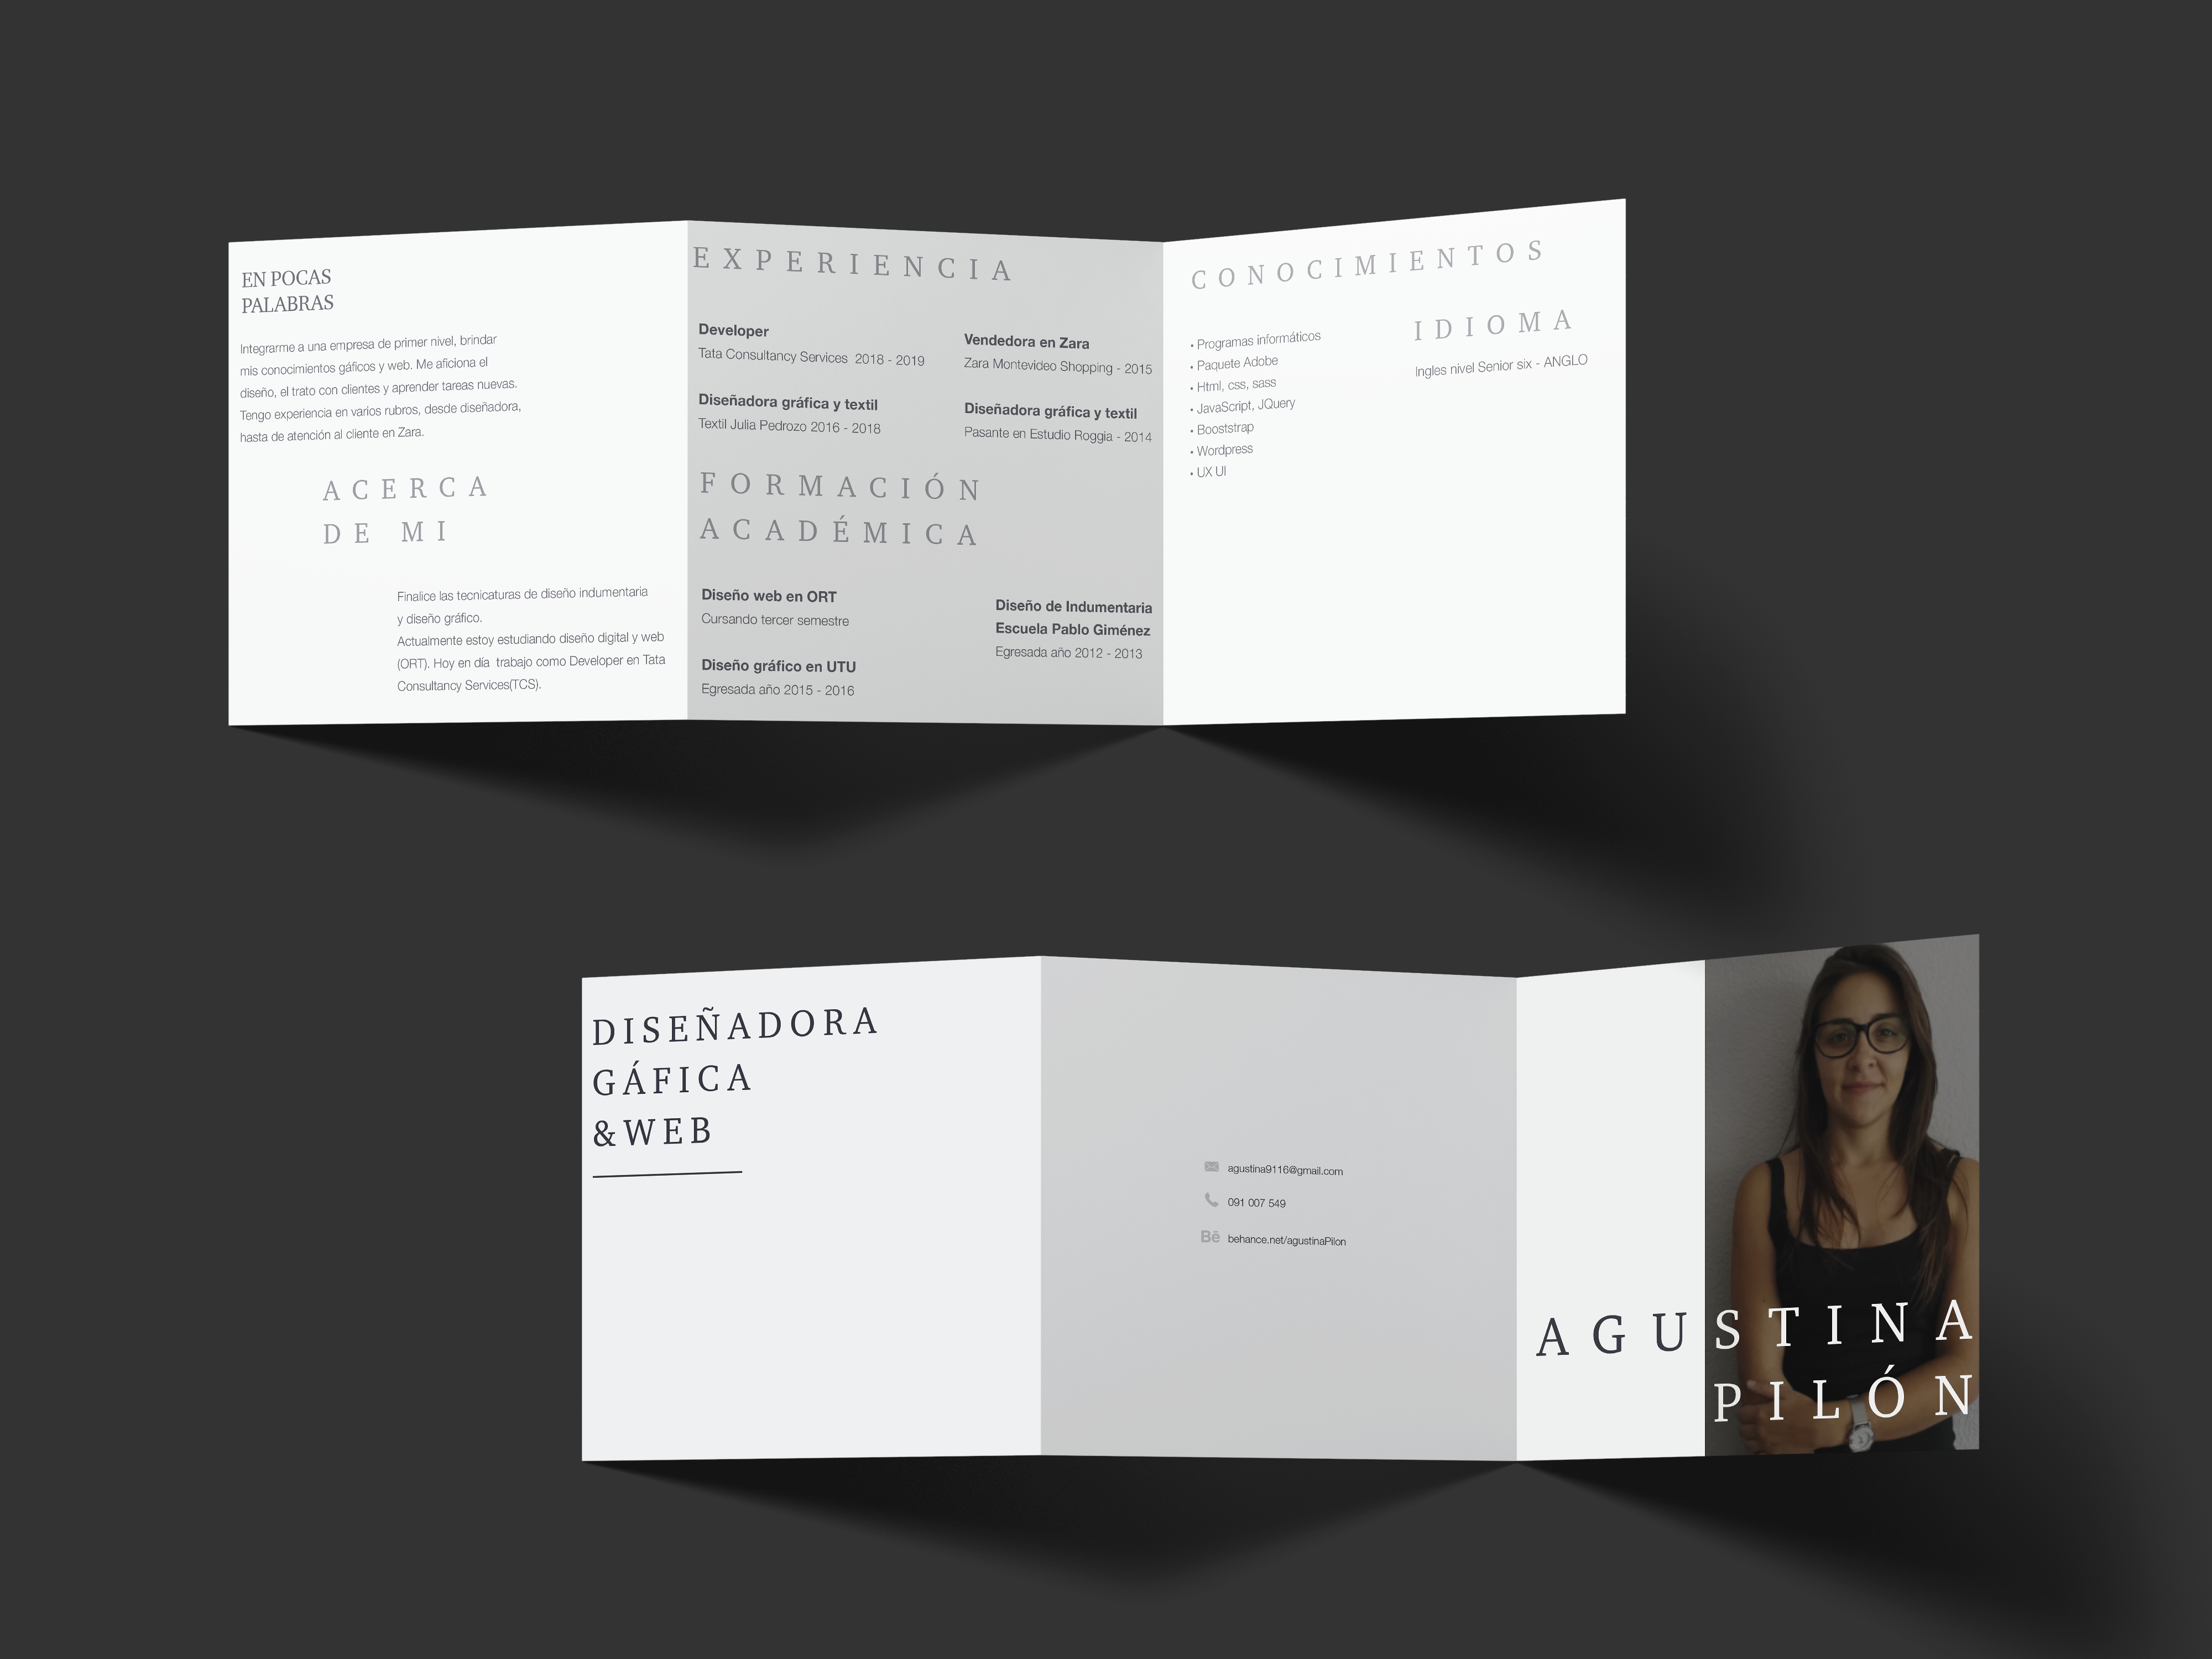 EN POCAS
PALABRAS
Integrarme a una empresa de primer nivel, brindar
mis conocimientos gáficos y web. Me aficiona el
diseño, el trato con clientes y aprender tareas nuevas.
Tengo experiencia en varios rubros, desde diseñadora,
hasta de atención al cliente en Zara.
ACERCA
DE MI
Finalice las tecnicaturas de diseño indumentaria
y diseño gráfico.
Actualmente estoy estudiando diseño digital y web
(ORT). Hoy en día trabajo como Developer en Tata
Consultancy Services(TCS).
EXPERIENCIA
Developer
Tata Consultancy Services 2018 - 2019
Diseñadora gráfica y textil
Textil Julia Pedrozo 2016 - 2018
Vendedora en Zara
Zara Montevideo Shopping - 2015
Diseñadora gráfica y textil
Pasante en Estudio Roggia - 2014
FORMACIÓN
ACADÉMICA
Diseño web en ORT
Cursando tercer semestre
Diseño gráfico en UTU
Egresada año 2015 - 2016
Diseño de Indumentaria
Escuela Pablo Giménez
Egresada año 2012 - 2013
CONOCIMIENTOS
• Programas informáticos
• Paquete Adobe
• Html, css, sass
• JavaScript, JQuery
• Booststrap
• Wordpress
• UX UI
IDIOMA
Ingles nivel Senior six - ANGLO
DISEÑADORA
GÁFICA
&WEB
agustina9116@gmail.com
091 007 549
Bē behance.net/agustinaPilon
AGUSTINA
PILÓN